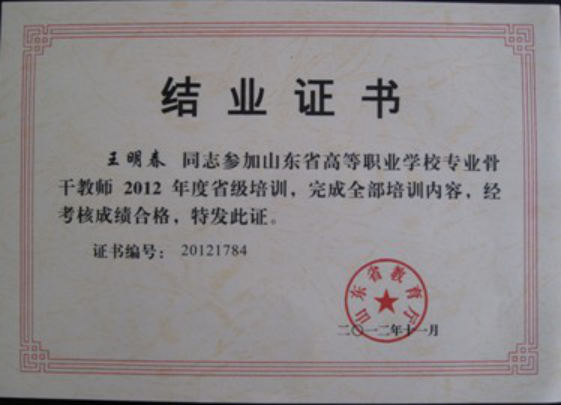 结业证书
王明春 同志参加山东省高等职业学校专业骨
干教师 2012 年度省级培训，完成全部培训内容，经
考核成绩合格，特发此证。
证书编号： 20121784
山东省教育厅
二〇一二年十一月